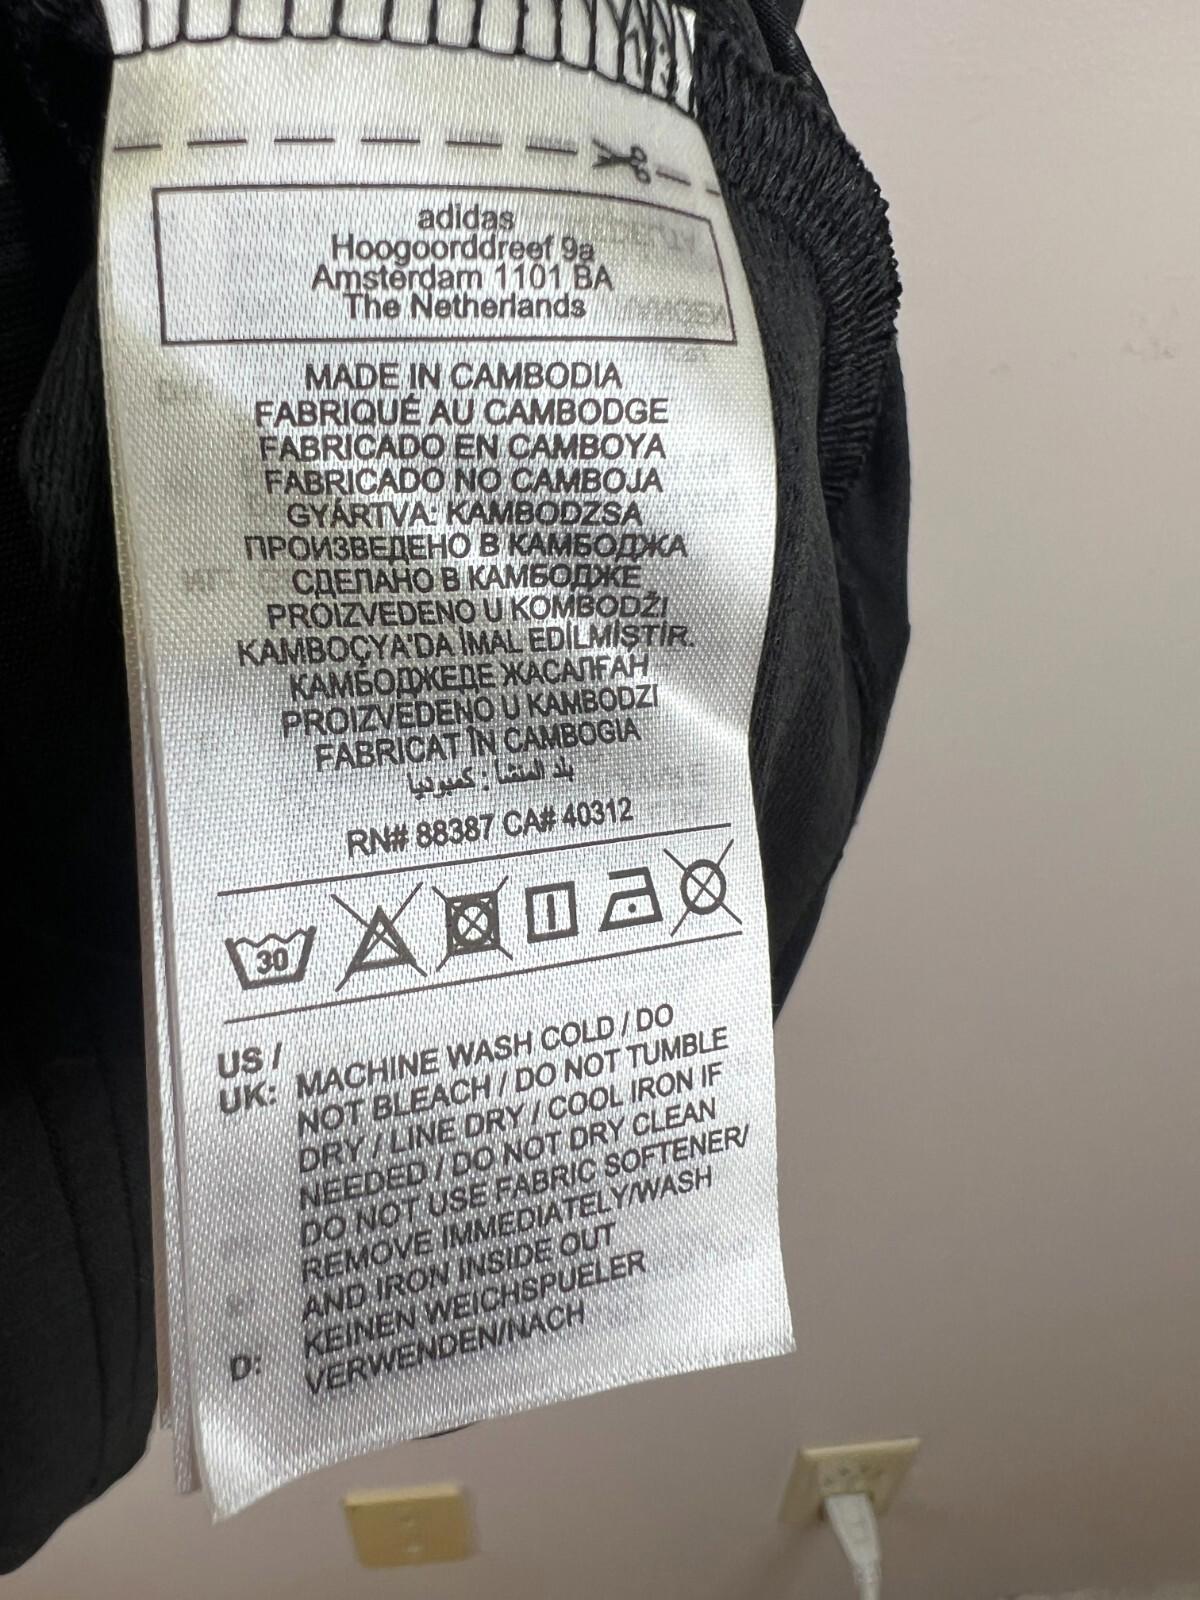 adidas
Hoogoorddreef 9a
Amsterdam 1101 BA
The Netherlands
MADE IN CAMBODIA
FABRIQUÉ AU CAMBODGE
FABRICADO EN CAMBOYA
FABRICADO NO CAMBOJA
GYÁRTVA: KAMBODZSA
ПРОИЗВЕДЕНО В КАМБОДЖА
СДЕЛАНО В КАМБОДЖЕ
PROIZVEDENO U KOMBODŽI
KAMBOÇYA'DA İMAL EDİLMİŞTİR.
КАМБОДЖЕДЕ ЖАСАЛҒАН
PROIZVEDENO U KAMBODZI
FABRICAT ÎN CAMBOGIA
بلد المنشأ : كمبوديا
RN# 88387 CA# 40312
30
US / UK: MACHINE WASH COLD / DO
NOT BLEACH / DO NOT TUMBLE
DRY / LINE DRY / COOL IRON IF
NEEDED / DO NOT DRY CLEAN
DO NOT USE FABRIC SOFTENER/
REMOVE IMMEDIATELY/WASH
AND IRON INSIDE OUT
D: KEINEN WEICHSPUELER
VERWENDEN/NACH